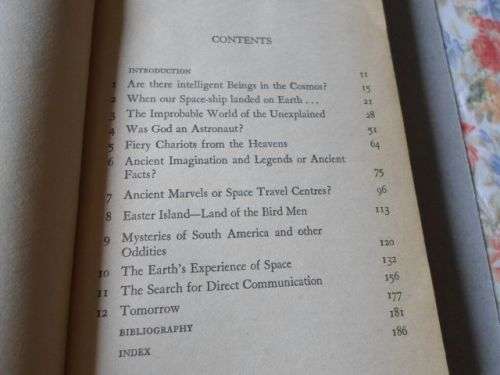 CONTENTS
INTRODUCTION 11
1 Are there intelligent Beings in the Cosmos? 15
2 When our Space-ship landed on Earth . . . 21
3 The Improbable World of the Unexplained 28
4 Was God an Astronaut? 51
5 Fiery Chariots from the Heavens 64
6 Ancient Imagination and Legends or Ancient
Facts? 75
7 Ancient Marvels or Space Travel Centres? 96
8 Easter Island—Land of the Bird Men 113
9 Mysteries of South America and other
Oddities 120
10 The Earth's Experience of Space 132
11 The Search for Direct Communication 156
12 Tomorrow 177
BIBLIOGRAPHY 181
INDEX 186